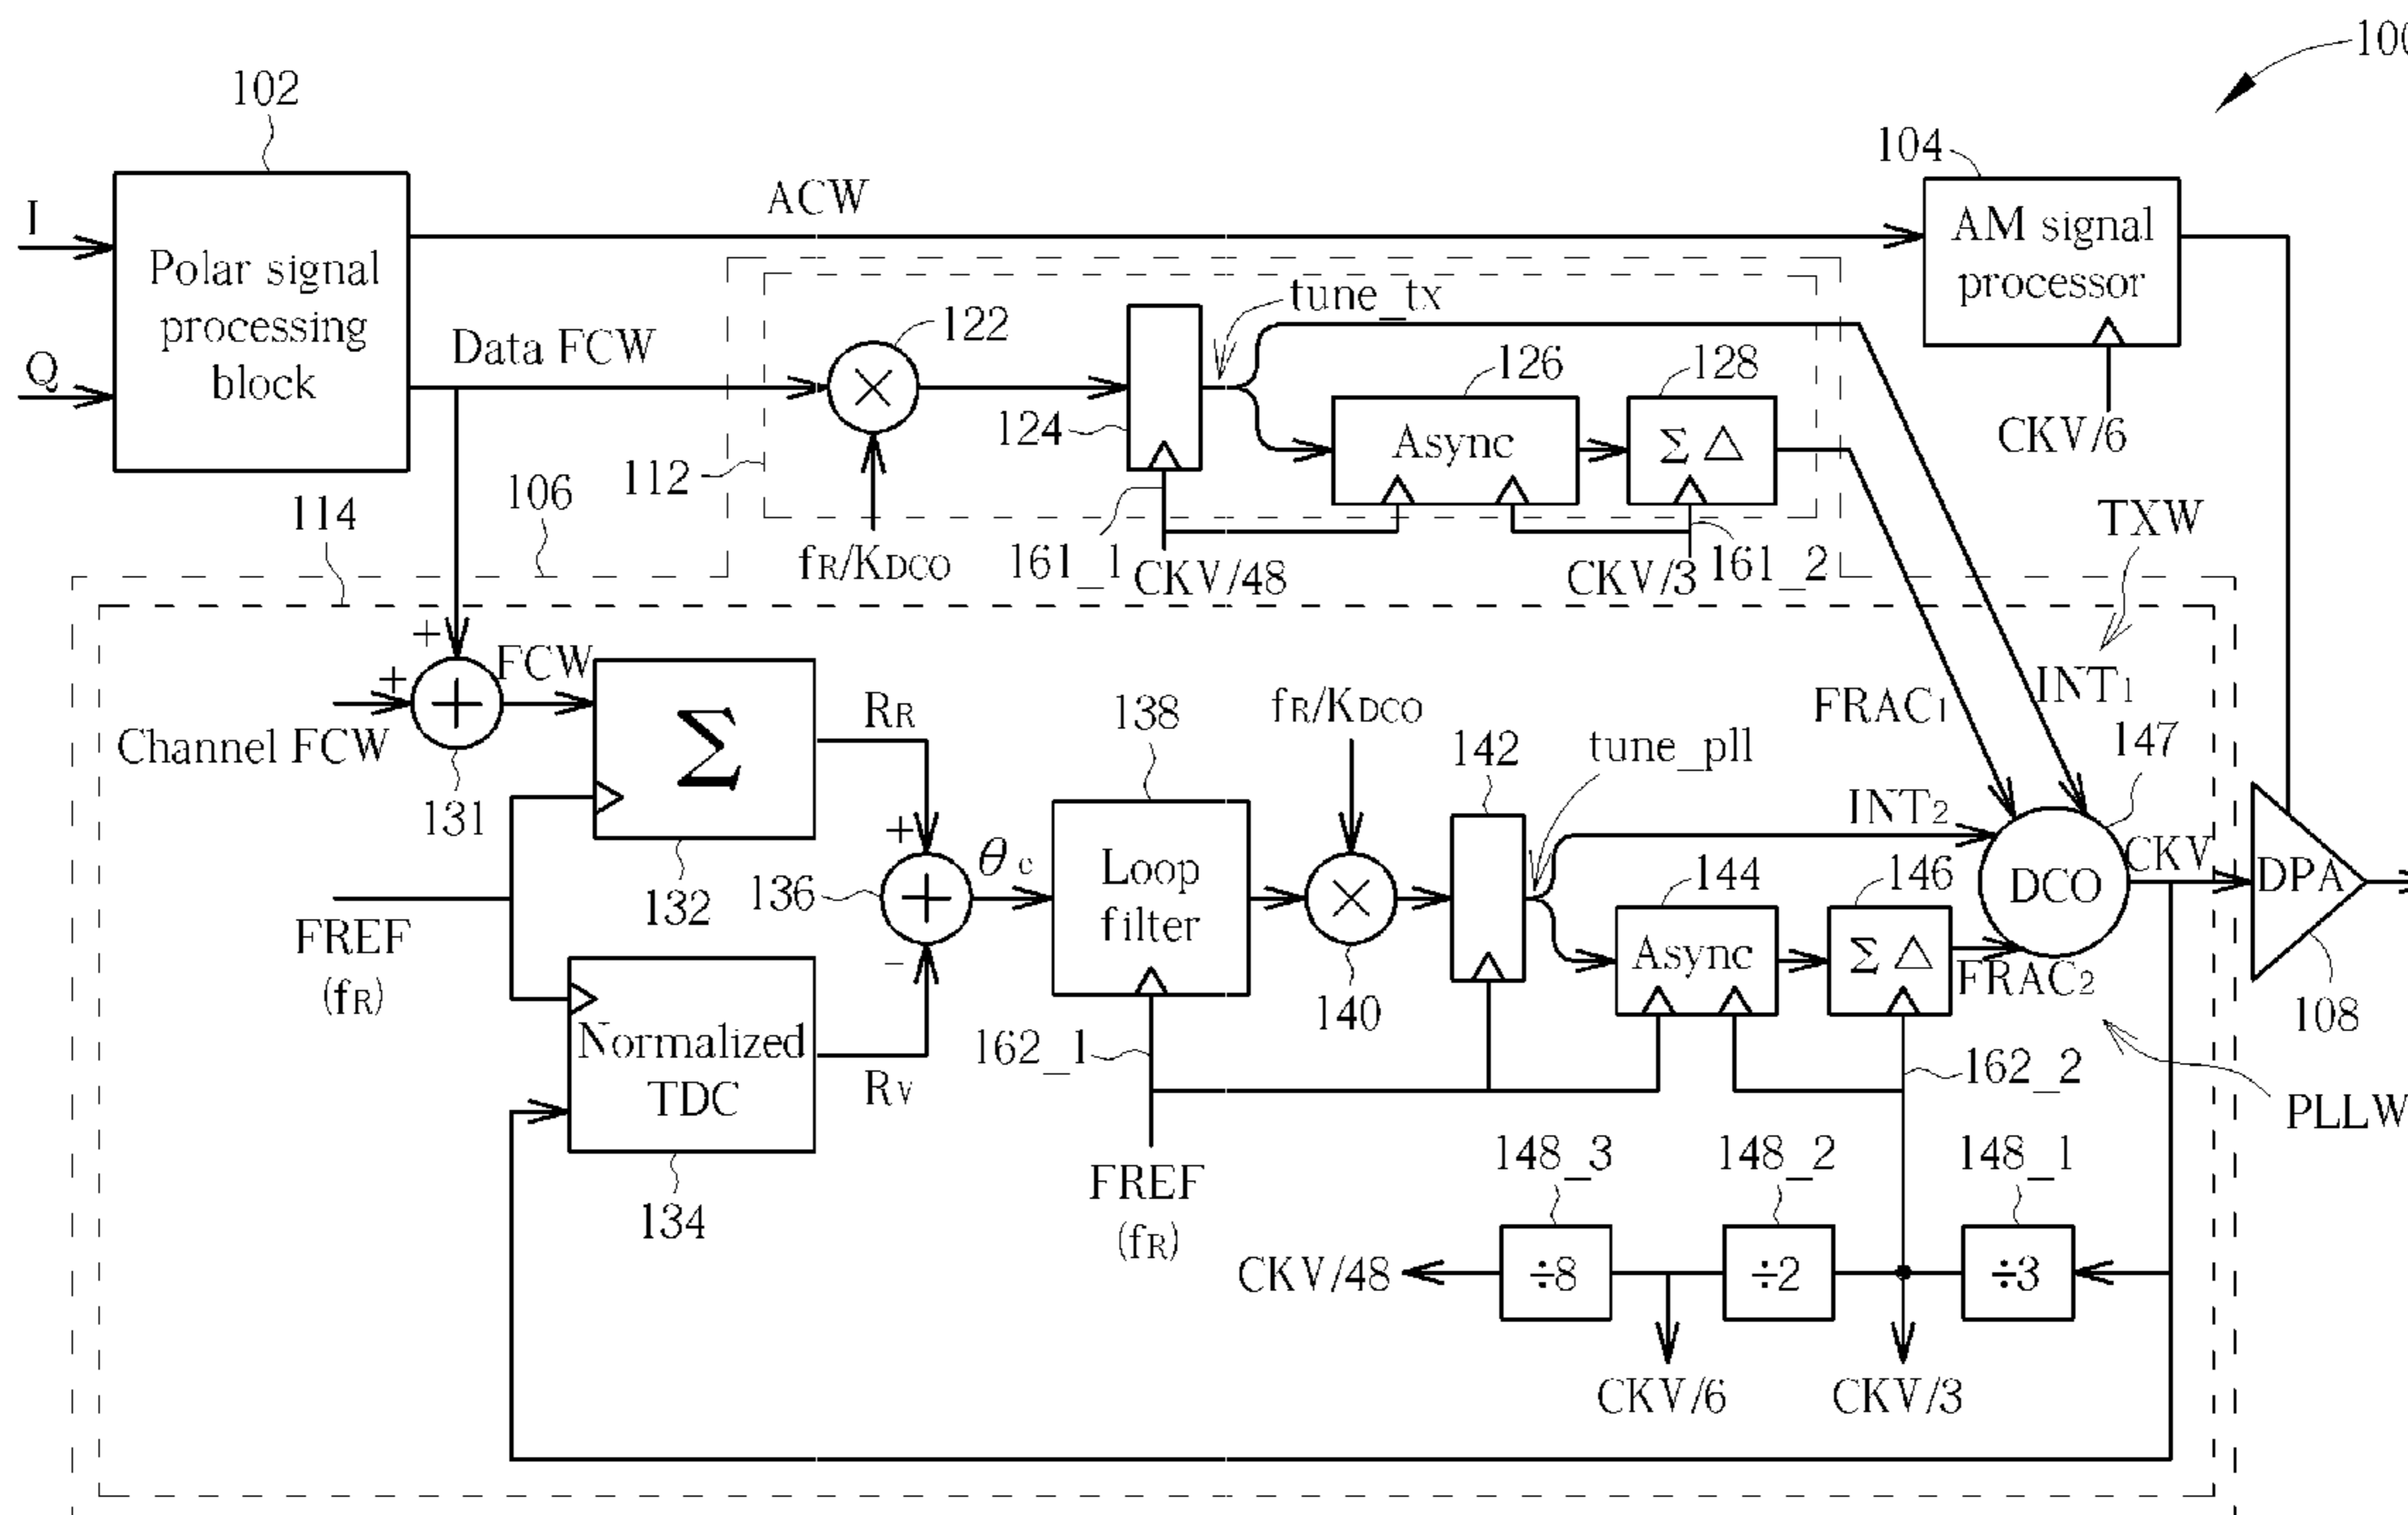 100
102
104
I
ACW
AM signal
processor
Polar signal
processing
block
tune_tx
122
Data FCW
Q
126
128
124
Async
Σ Δ
CKV/6
112
106
114
TXW
fR/KDCO
161_1
CKV/48
CKV/3
161_2
+
FCW
+
+
Channel FCW
131
Σ
RR
138
fR/KDCO
142
tune_pll
FRAC1
INT1
147
INT2
132
+
136
+
-
θe
Loop
filter
×
140
144
Async
146
Σ Δ
DCO
CKV
DPA
FREF
(fR)
FRAC2
108
Normalized
TDC
RV
162_1
162_2
PLLW
134
FREF
(fR)
148_3
148_2
148_1
CKV/48
÷8
÷2
÷3
CKV/6
CKV/3